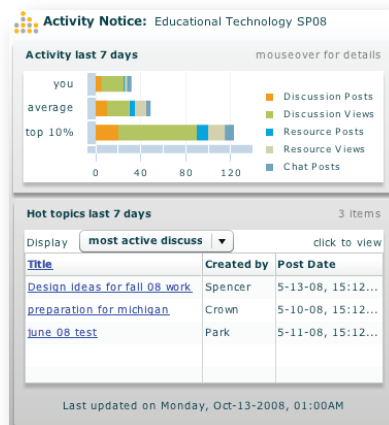 Activity Notice: Educational Technology SP08
Activity last 7 days mouseover for details
you
average
top 10%
Discussion Posts
Discussion Views
Resource Posts
Resource Views
Chat Posts
0 40 80 120
Hot topics last 7 days 3 items
Display most active discuss click to view
Title Created by Post Date
Design ideas for fall 08 work Spencer 5-13-08, 15:12...
preparation for michigan Crown 5-10-08, 15:12...
june 08 test Park 5-11-08, 15:12...
Last updated on Monday, Oct-13-2008, 01:00AM